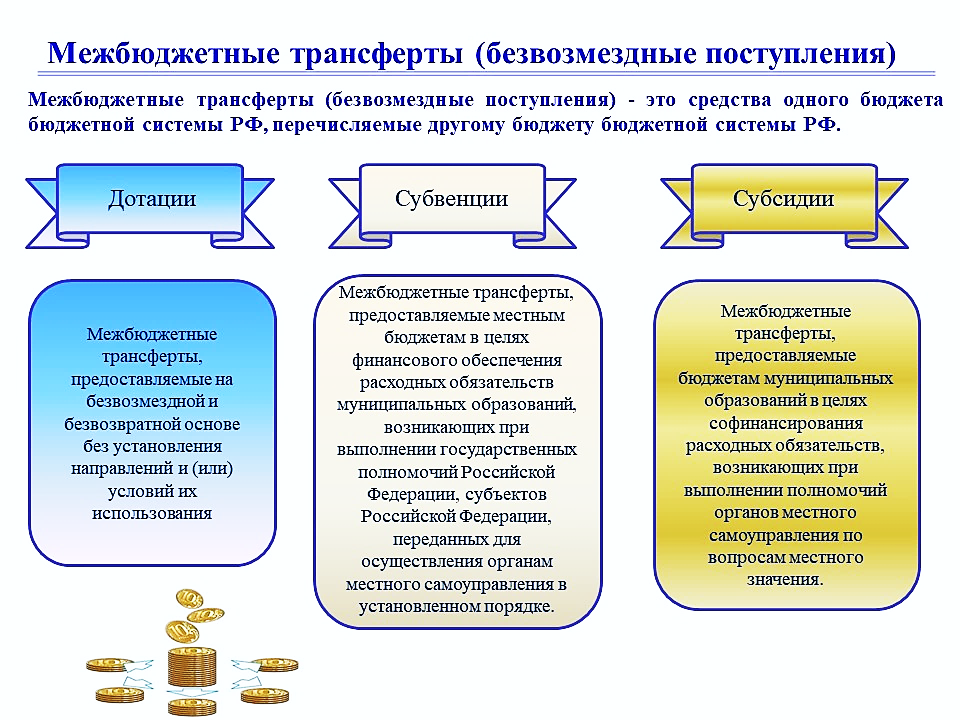 Межбюджетные трансферты (безвозмездные поступления)
Межбюджетные трансферты (безвозмездные поступления) - это средства одного бюджета
бюджетной системы РФ, перечисляемые другому бюджету бюджетной системы РФ.
Дотации
Субвенции
Субсидии
Межбюджетные
трансферты,
предоставляемые на
безвозмездной и
безвозвратной основе
без установления
направлений и (или)
условий их
использования
Межбюджетные трансферты,
предоставляемые местным
бюджетам в целях
финансового обеспечения
расходных обязательств
муниципальных образований,
возникающих при
выполнении государственных
полномочий Российской
Федерации, субъектов
Российской Федерации,
переданных для
осуществления органам
местного самоуправления в
установленном порядке.
Межбюджетные
трансферты,
предоставляемые
бюджетам муниципальных
образований в целях
софинансирования
расходных обязательств,
возникающих при
выполнении полномочий
органов местного
самоуправления по
вопросам местного
значения.